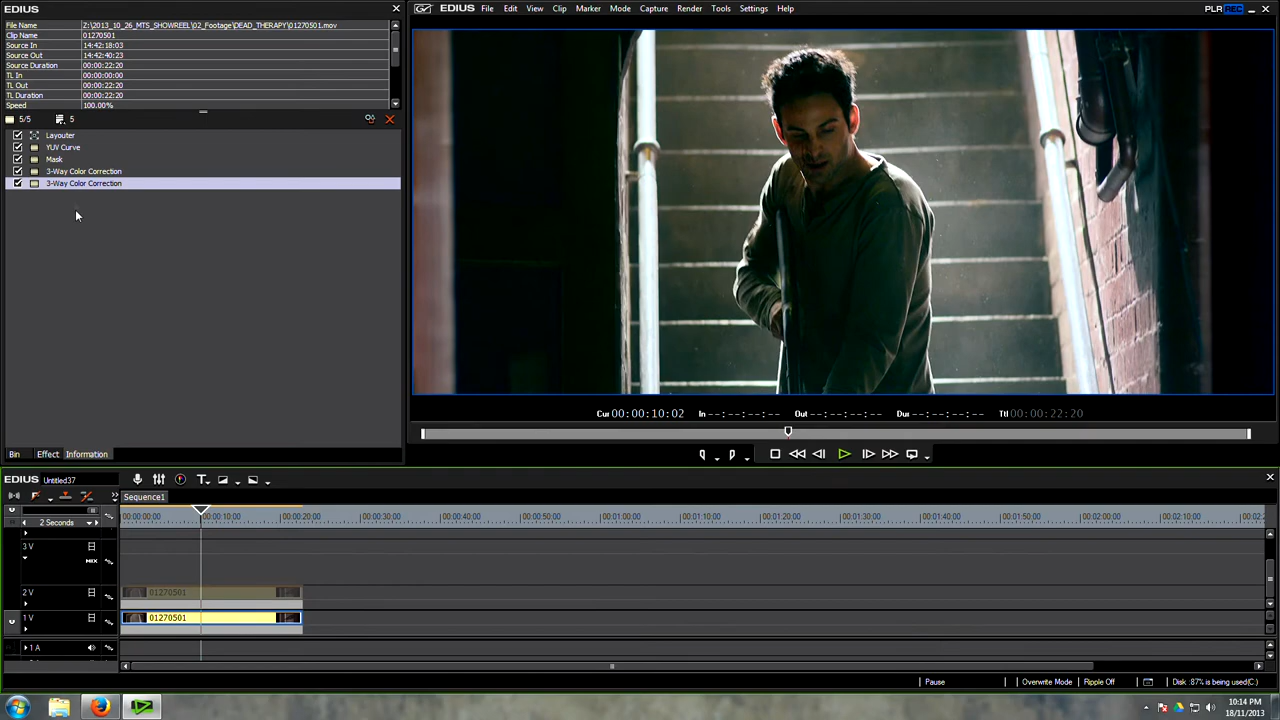 EDIUS
File Name Z:\2013_10_26_MTS_SHOWREEL\02_Footage\DEAD_THERAPY\01270501.mov
Clip Name 01270501
Source In 14:42:18:03
Source Out 14:42:40:23
Source Duration 00:00:22:20
TL In 00:00:00:00
TL Out 00:00:22:20
TL Duration 00:00:22:20
Speed 100.00%
5/5 5
Layouter
YUV Curve
Mask
3-Way Color Correction
3-Way Color Correction
Bin Effect Information
EDIUS File Edit View Clip Marker Mode Capture Render Tools Settings Help PLR REC
Cur 00:00:10:02 In --:--:--:-- Out --:--:--:-- Dur --:--:--:-- Ttl 00:00:22:20
EDIUS Untitled37
Sequence1
2 Seconds
00:00:00:00 00:00:10:00 00:00:20:00 00:00:30:00 00:00:40:00 00:00:50:00 00:01:00:00 00:01:10:00 00:01:20:00 00:01:30:00 00:01:40:00 00:01:50:00 00:02:00:00 00:02:10:00 00:02:2
3 V
MIX
2 V 01270501
1 V 01270501
1 A
Pause Overwrite Mode Ripple Off Disk :87% is being used(C:)
10:14 PM
18/11/2013